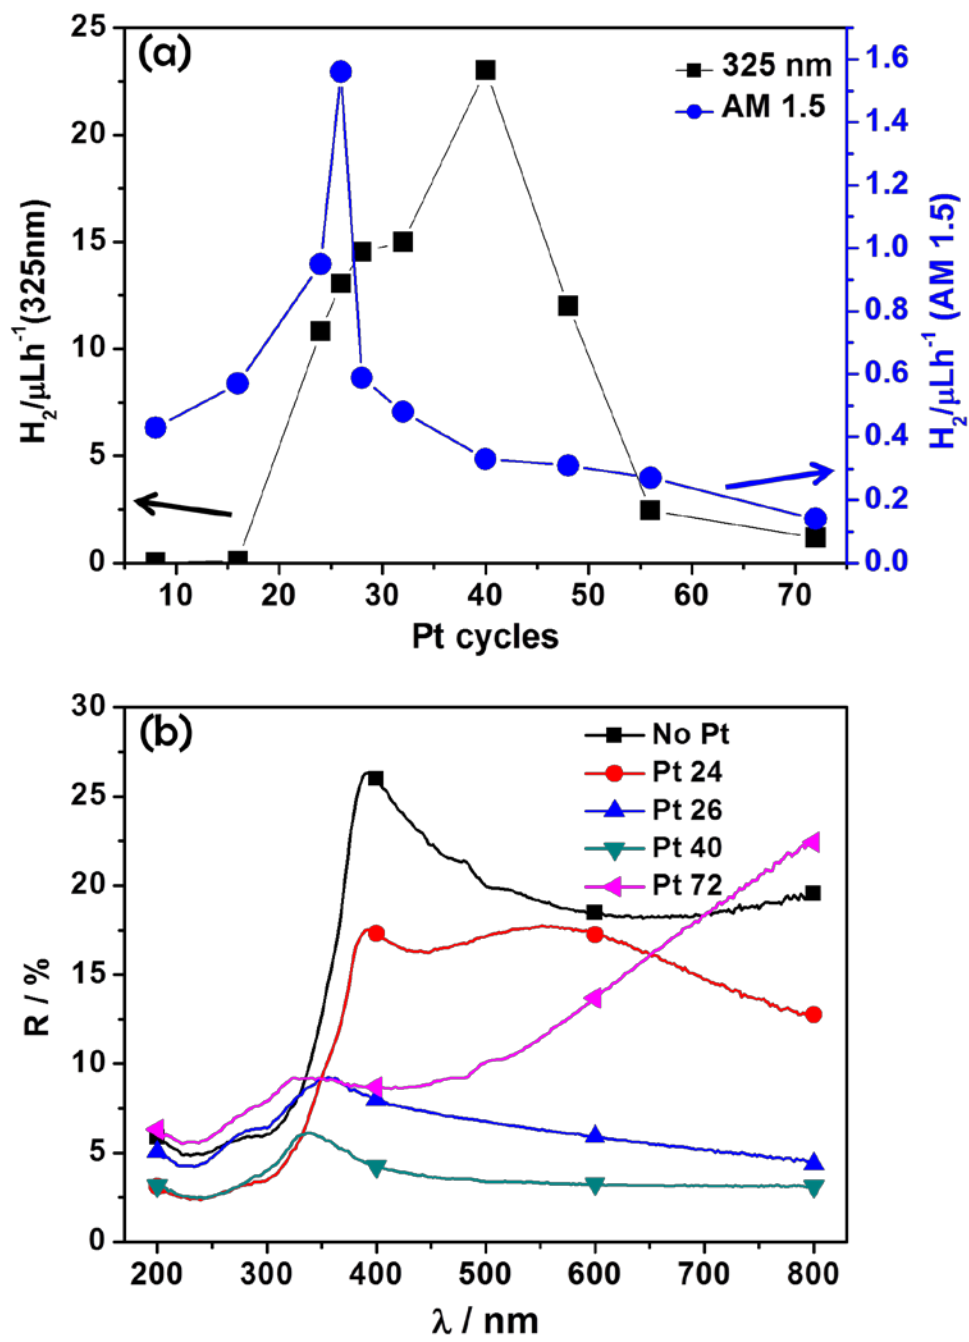 (a)
325 nm
AM 1.5
25
20
15
10
5
0
1.6
1.4
1.2
1.0
0.8
0.6
0.4
0.2
0.0
H₂/μLh⁻¹(325nm)
H₂/μLh⁻¹ (AM 1.5)
10 20 30 40 50 60 70
Pt cycles
(b)
No Pt
Pt 24
Pt 26
Pt 40
Pt 72
30
25
20
15
10
5
0
R / %
200 300 400 500 600 700 800
λ / nm